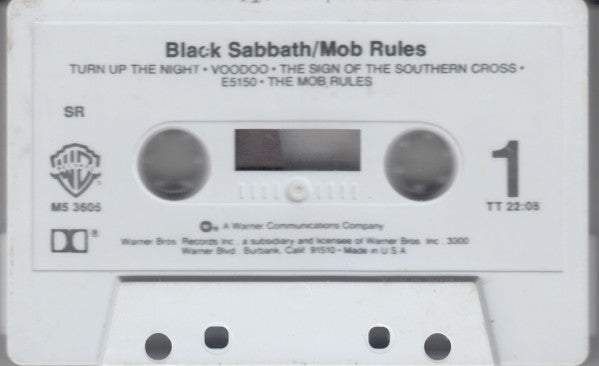 Black Sabbath/Mob Rules
TURN UP THE NIGHT • VOODOO • THE SIGN OF THE SOUTHERN CROSS •
E5150 • THE MOB RULES
SR
1
M5 3605
TT 22:08
A Warner Communications Company
Warner Bros. Records Inc., a subsidiary and licensee of Warner Bros. Inc., 3300
Warner Blvd., Burbank, Calif. 91510 - Made in U.S.A.